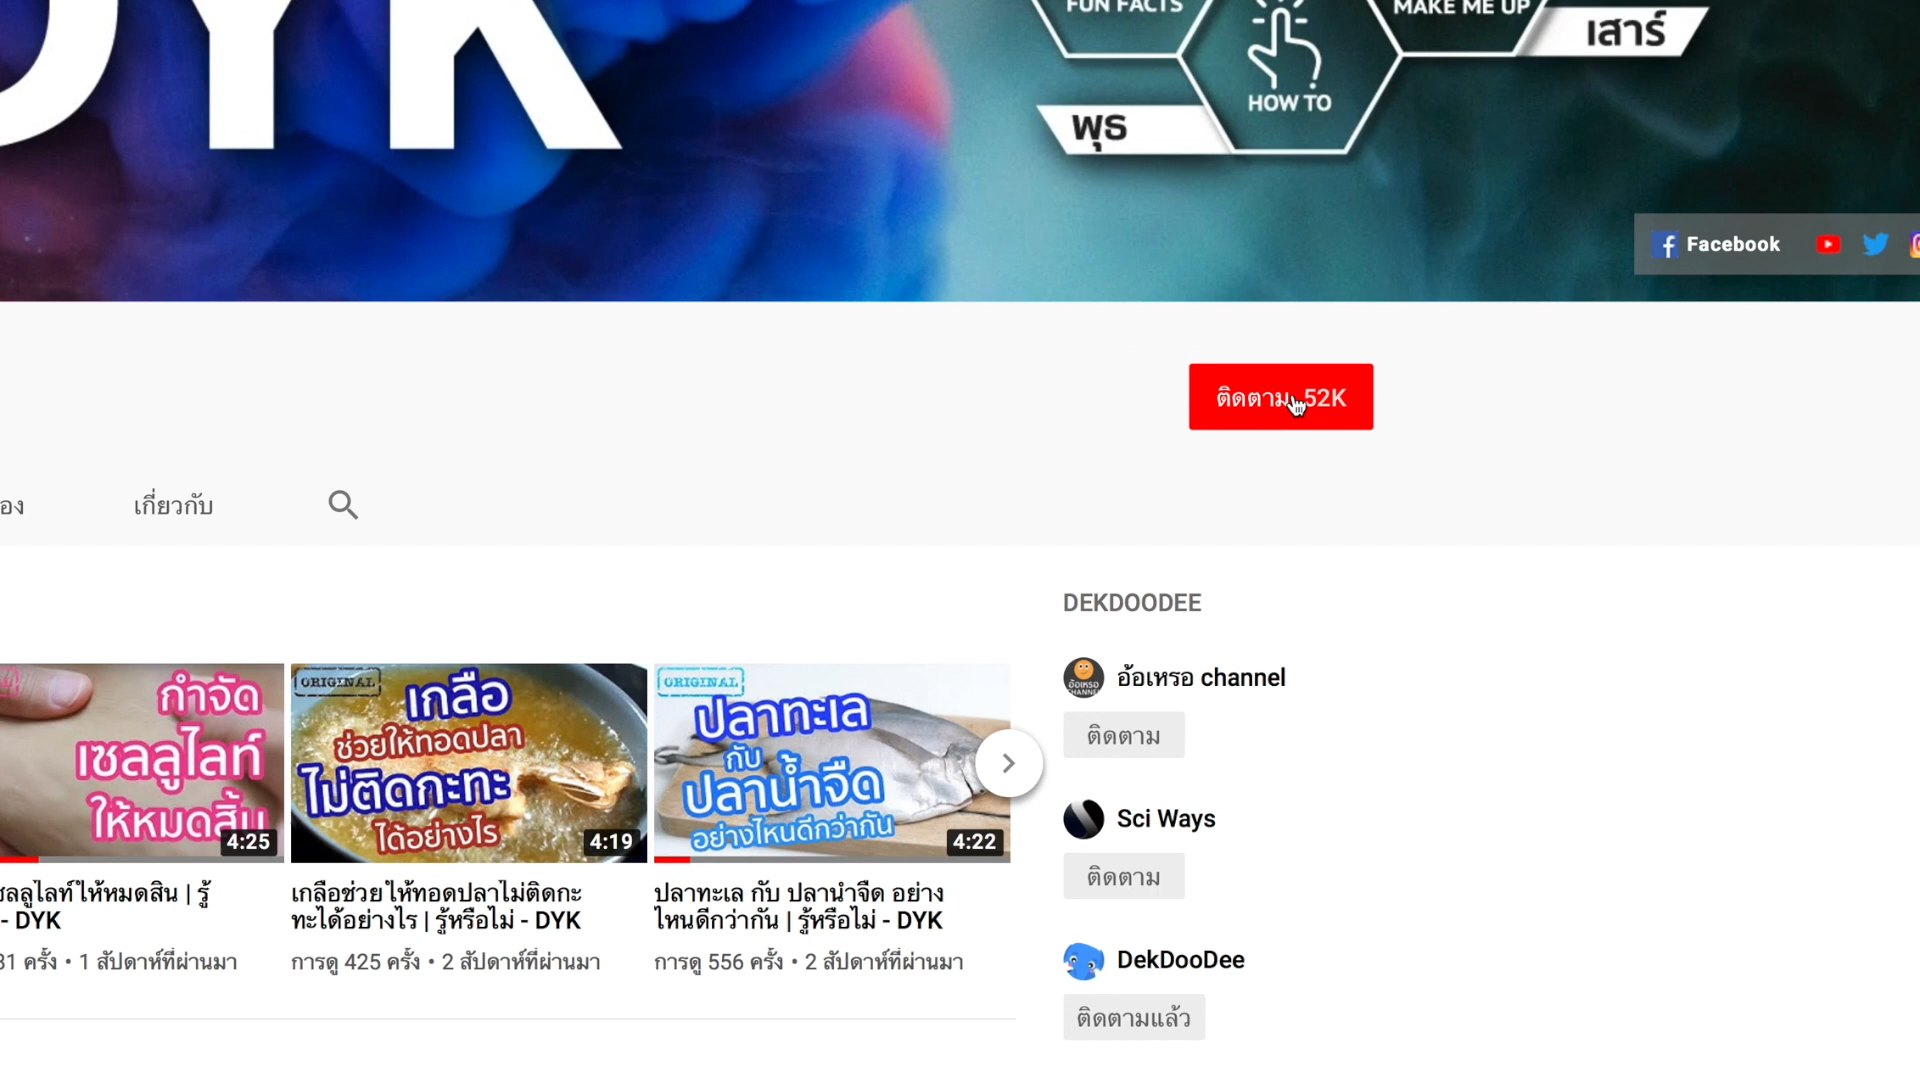 DYK
FUN FACTS
MAKE ME UP
เสาร์
HOW TO
พุธ
Facebook
ติดตาม 52K
เกี่ยวกับ
DEKDOODEE
อ้อเหรอ channel
ติดตาม
Sci Ways
ติดตาม
DekDooDee
ติดตามแล้ว
กำจัด
เซลลูไลท์
ให้หมดสิ้น
4:25
ORIGINAL
เกลือ
ช่วยให้ทอดปลา
ไม่ติดกะทะ
ได้อย่างไร
4:19
ORIGINAL
ปลาทะเล
กับ
ปลาน้ำจืด
อย่างไหนดีกว่ากัน
4:22
ซลลูไลท์ ให้หมดสิ้น | รู้
- DYK
31 ครั้ง • 1 สัปดาห์ที่ผ่านมา
เกลือช่วย ให้ทอดปลาไม่ติดกะ
ทะได้อย่างไร | รู้หรือไม่ - DYK
การดู 425 ครั้ง • 2 สัปดาห์ที่ผ่านมา
ปลาทะเล กับ ปลาน้ำจืด อย่าง
ไหนดีกว่ากัน | รู้หรือไม่ - DYK
การดู 556 ครั้ง • 2 สัปดาห์ที่ผ่านมา